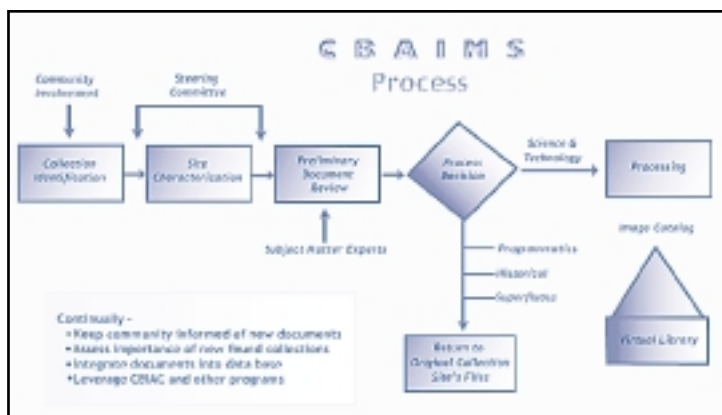 CBAIMS
Process
Community
Involvement
Steering
Committee
Collection
Identification
Site
Characterization
Preliminary
Document
Review
Process
Decision
Science &
Technology
Processing
Subject Matter Experts
Programmatics
Historical
Superfluous
Image Catalog
Virtual Library
Return to
Original Collection
Site's Files
Continually –
• Keep community informed of new documents
• Assess importance of new found collections
• Integrate documents into data base
• Leverage CBIAC and other programs